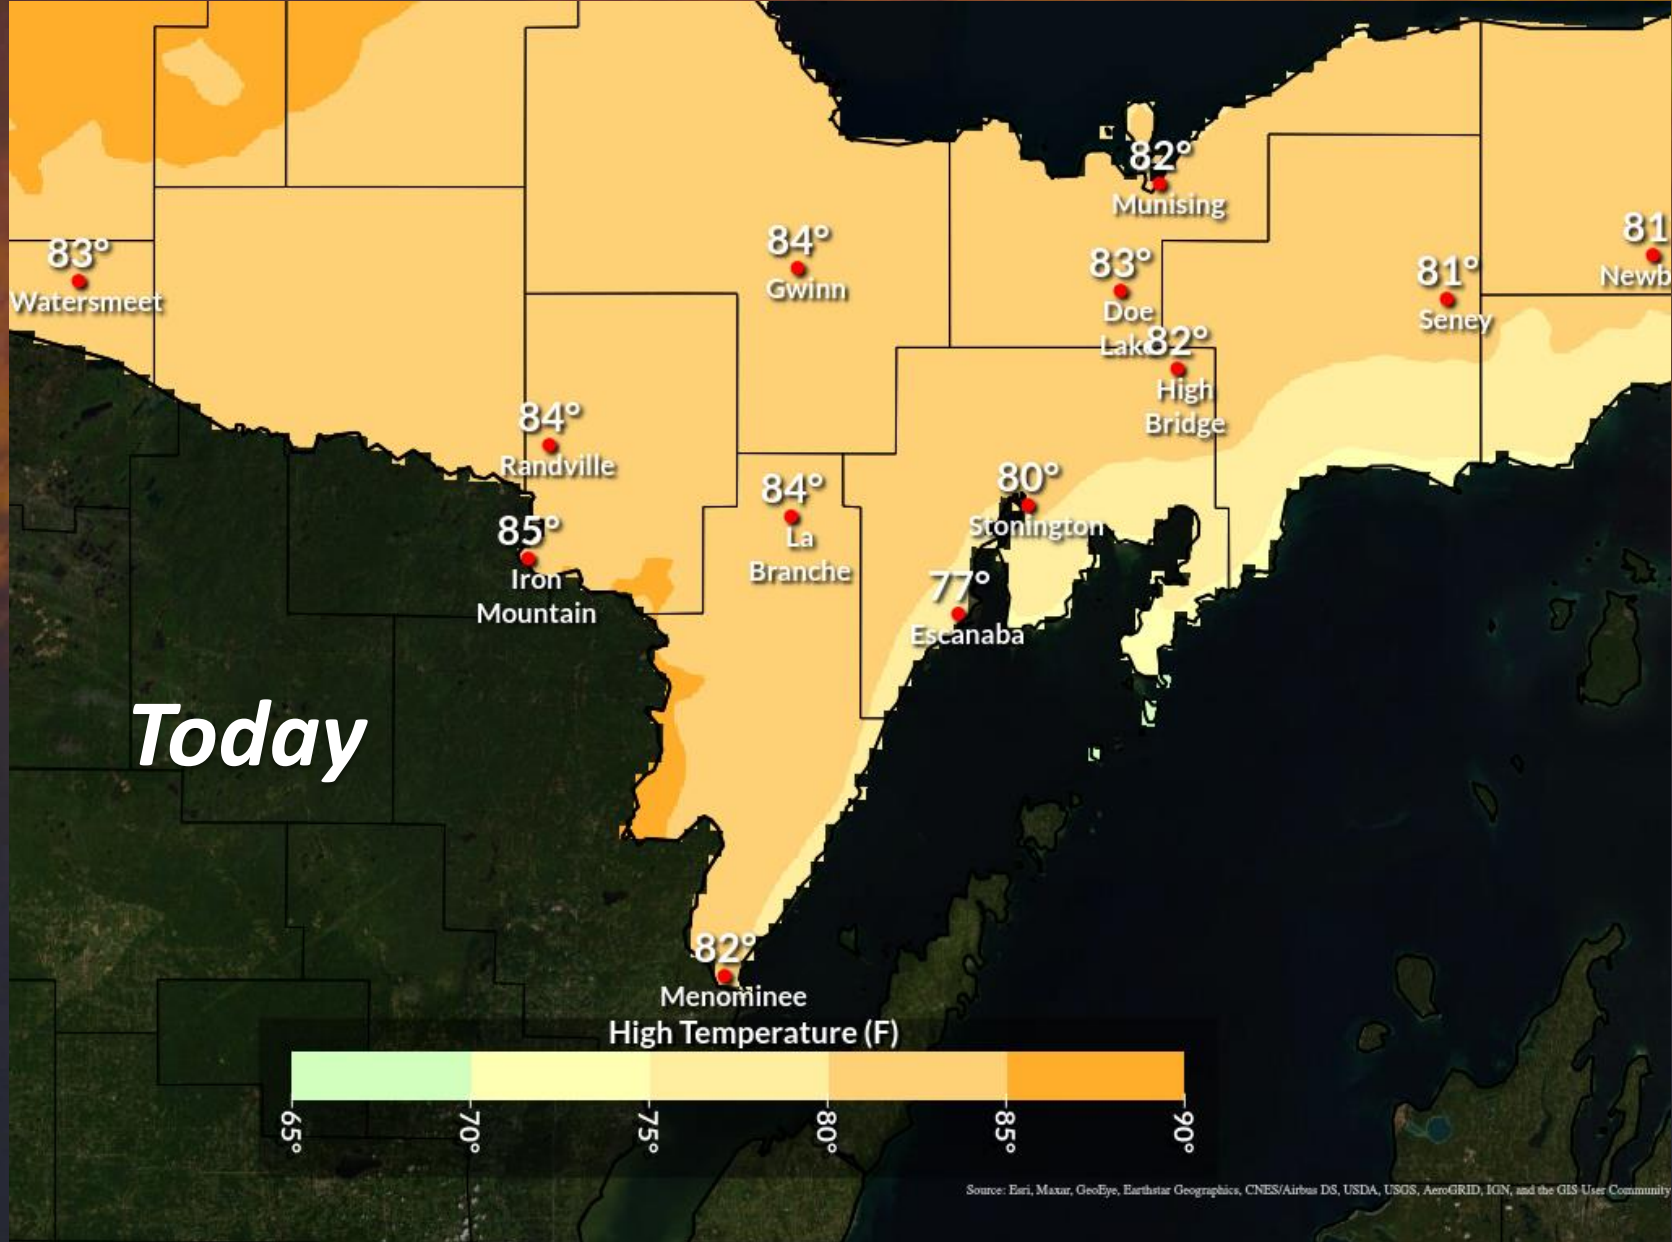 82°
Munising
84°
Gwinn
83°
Doe
Lake
81
Newb
81°
Seney
83°
Watersmeet
82°
High
Bridge
84°
Randville
84°
La
Branche
80°
Stonington
85°
Iron
Mountain
77°
Escanaba
Today
82°
Menominee
High Temperature (F)
65° 70° 75° 80° 85° 90°
Source: Esri, Maxar, GeoEye, Earthstar Geographics, CNES/Airbus DS, USDA, USGS, AeroGRID, IGN, and the GIS User Community